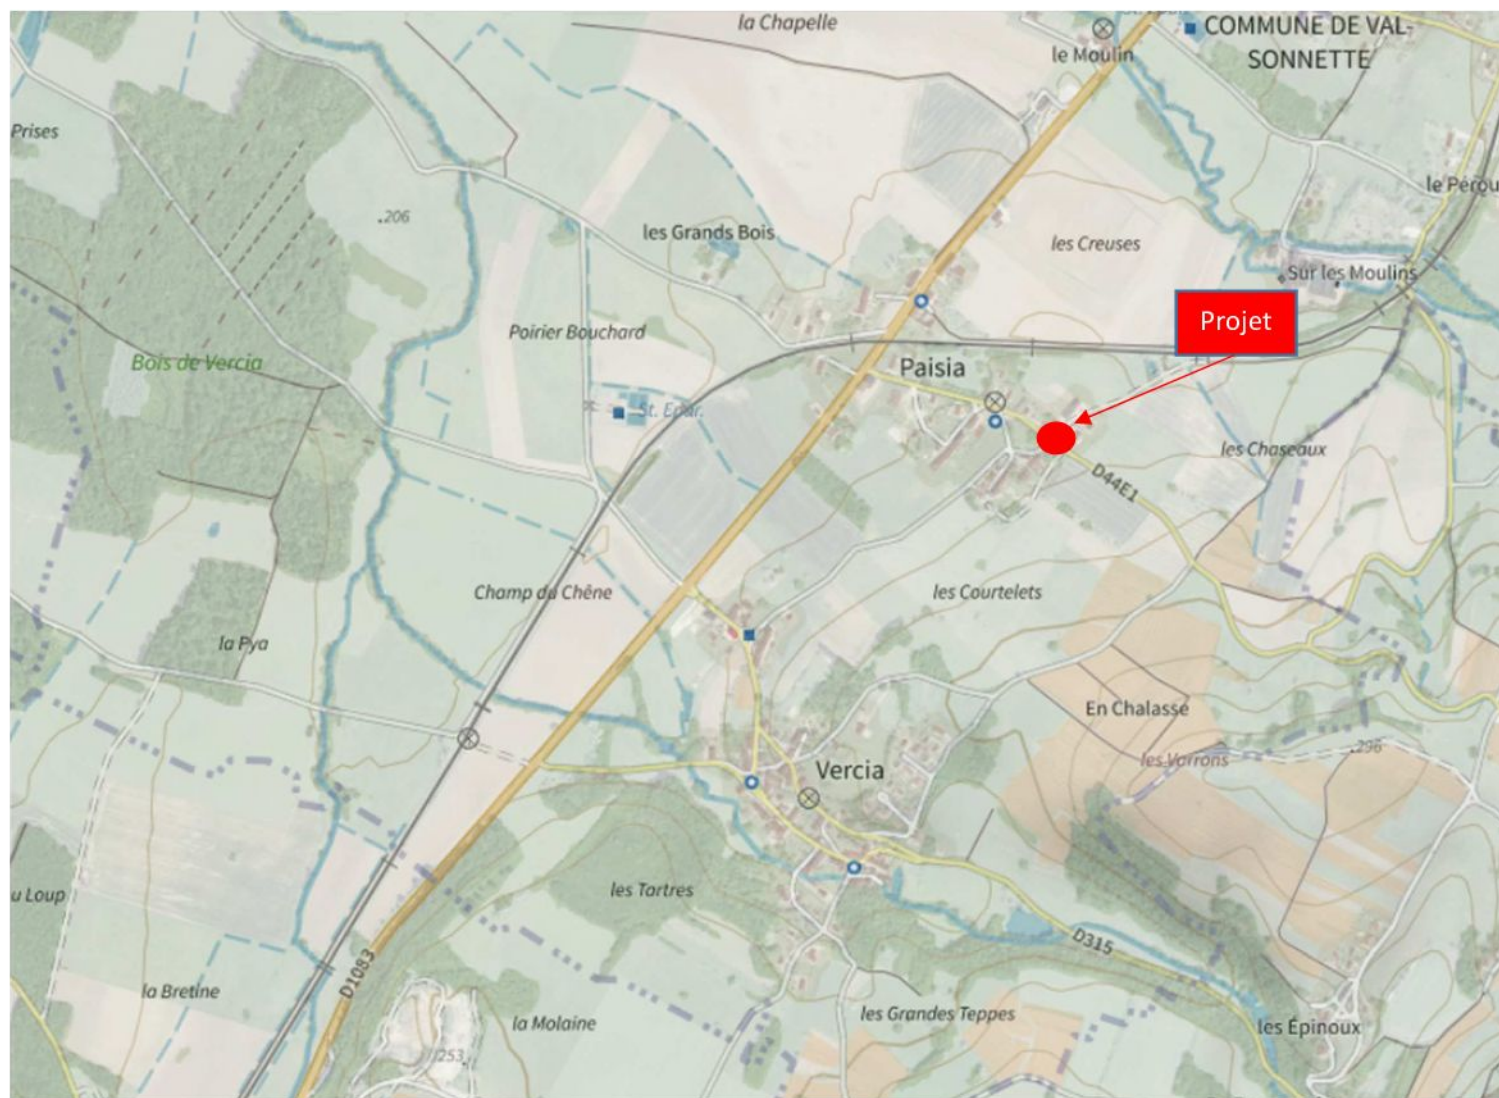 la Chapelle
COMMUNE DE VAL-
SONNETTE
le Moulin
Prises
le Pérou
206
les Grands Bois
les Creuses
Sur les Moulins
Projet
Poirier Bouchard
Bois de Vercia
Paisia
St. Épur.
les Chaseaux
D44E1
Champ du Chêne
les Courtelets
la Pya
En Chalasse
296
les Varrons
Vercia
u Loup
les Tartres
D315
D1083
la Bretine
la Molaine
les Grandes Teppes
les Épinoux
253